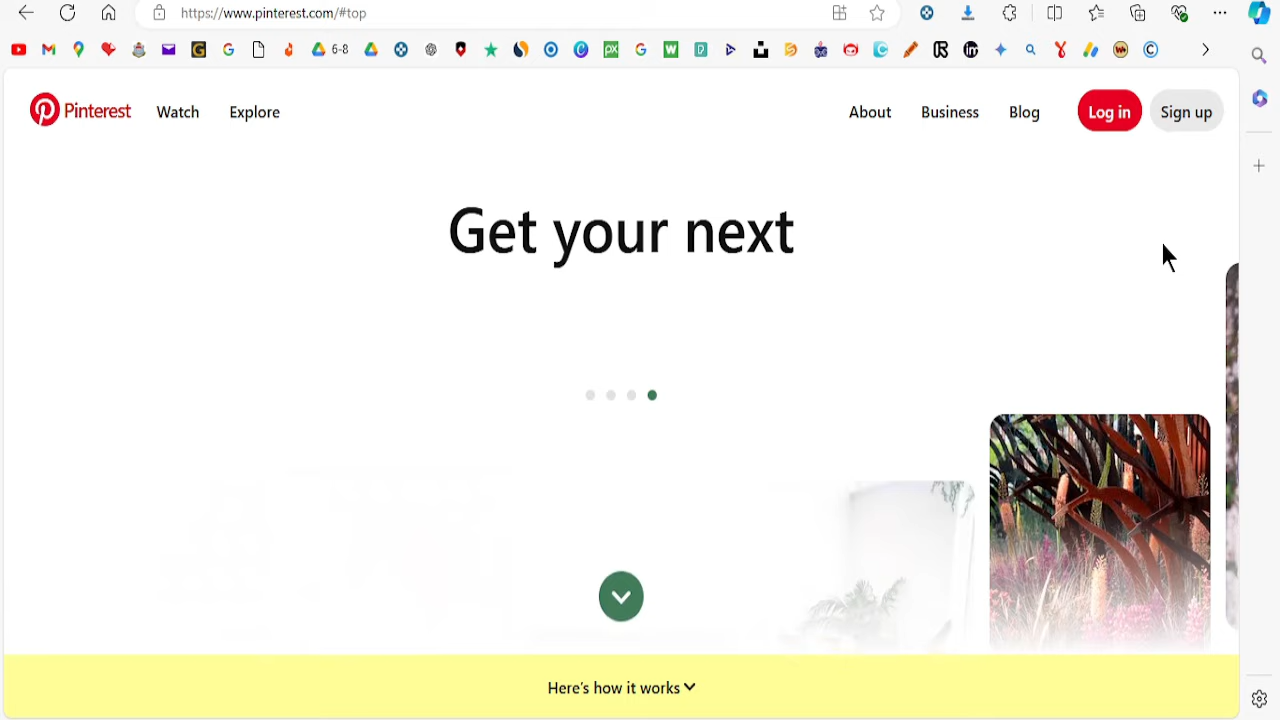 https://www.pinterest.com/#top
6-8
Pinterest Watch Explore About Business Blog Log in Sign up
Get your next
Here's how it works